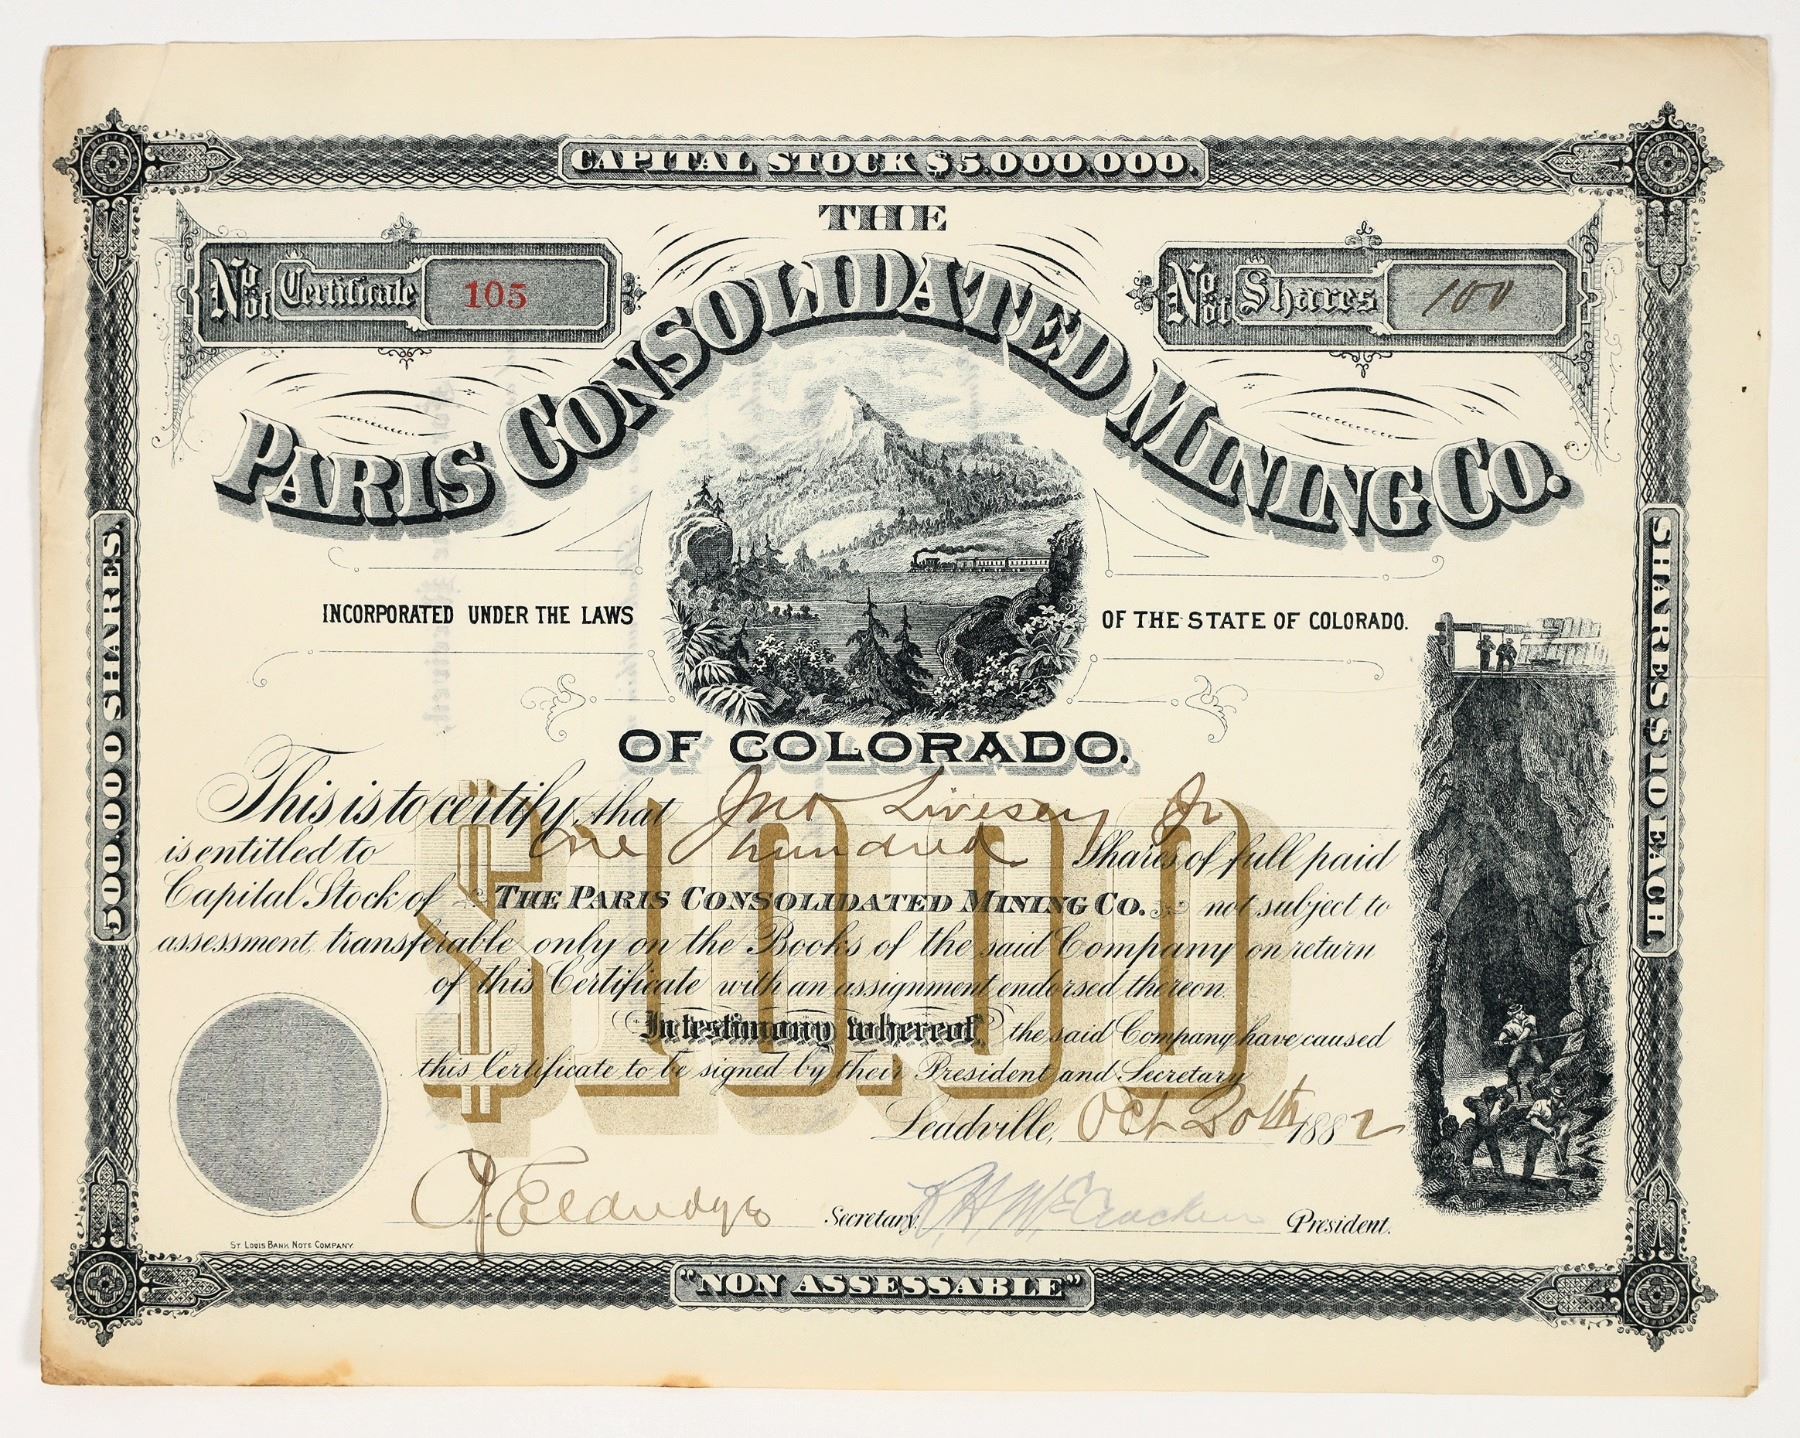 CAPITAL STOCK $5.000.000.
THE
No of Certificate 105
No of Shares 100
PARIS CONSOLIDATED MINING CO.
INCORPORATED UNDER THE LAWS OF THE STATE OF COLORADO.
OF COLORADO.
500.000 SHARES.
SHARES $10 EACH.
$10.00
This is to certify, that Jno Livesey Jr
is entitled to One hundred Shares of full paid
Capital Stock of THE PARIS CONSOLIDATED MINING CO. not subject to
assessment, transferable only on the Books of the said Company on return
of this Certificate with an assignment endorsed thereon.
In testimony whereof, the said Company have caused
this Certificate to be signed by their President and Secretary
Leadville, Oct 20th 1882
Eldridge Secretary, R. H. McCracken President.
ST. LOUIS BANK NOTE COMPANY
"NON ASSESSABLE"